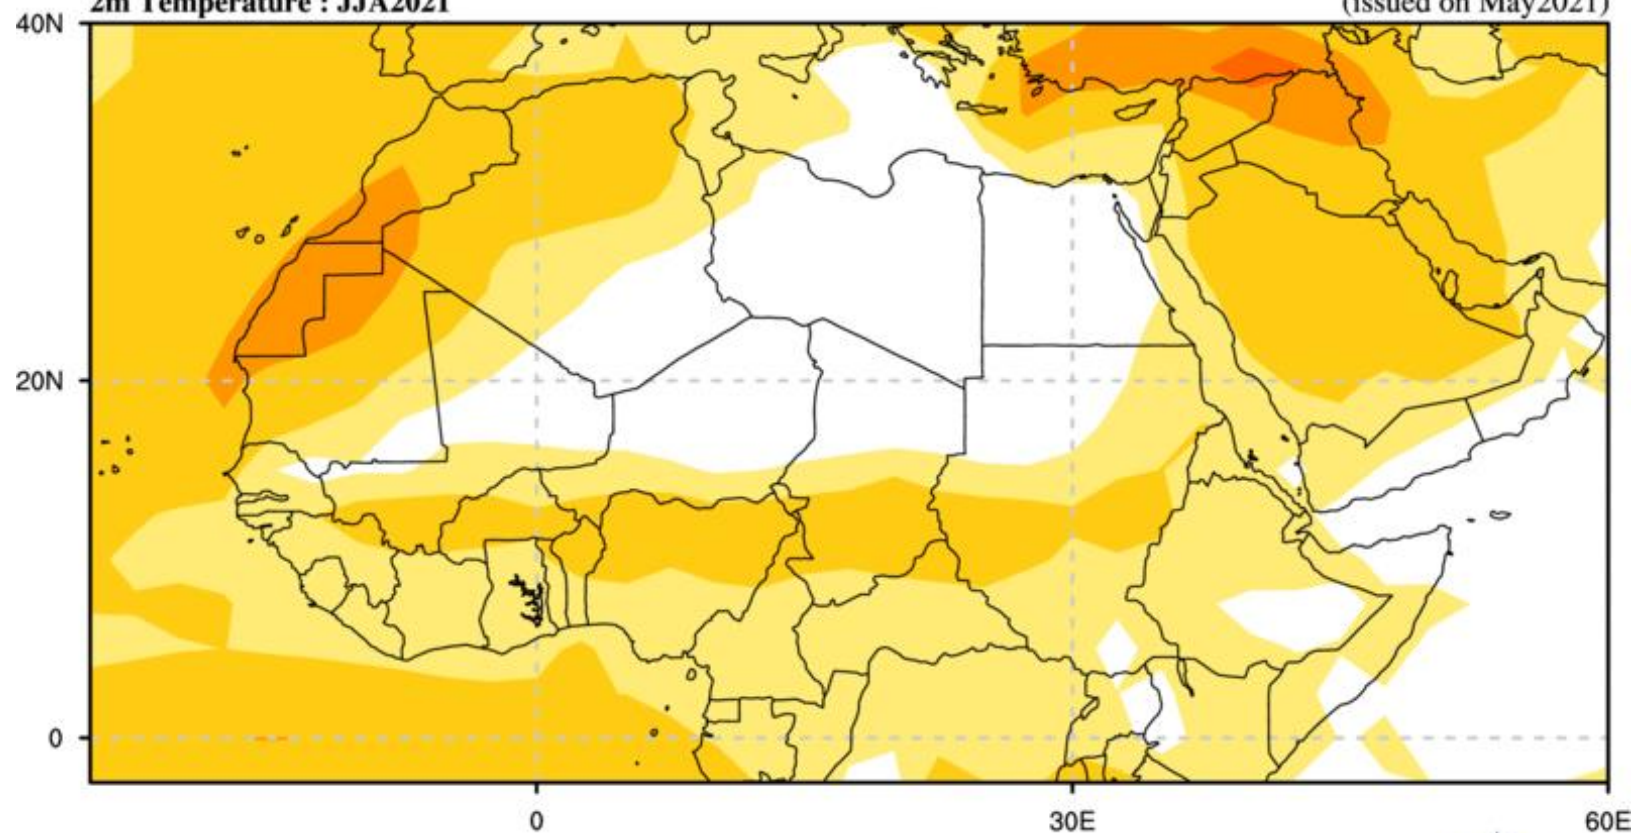 2m Temperature : JJA2021
(issued on May2021)
40N
20N
0
0
30E
60E